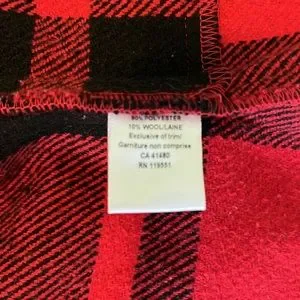 90% POLYESTER
10% WOOL/LAINE
Exclusive of trim/
Garniture non comprise
CA 41480
RN 119551